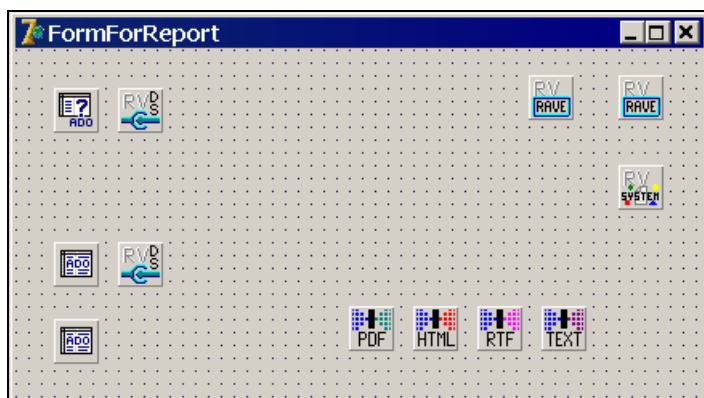 FormForReport
? ADO
RV DS
RV RAVE
RV RAVE
RV SYSTEM
ADO
RV DS
ADO
PDF
HTML
RTF
TEXT